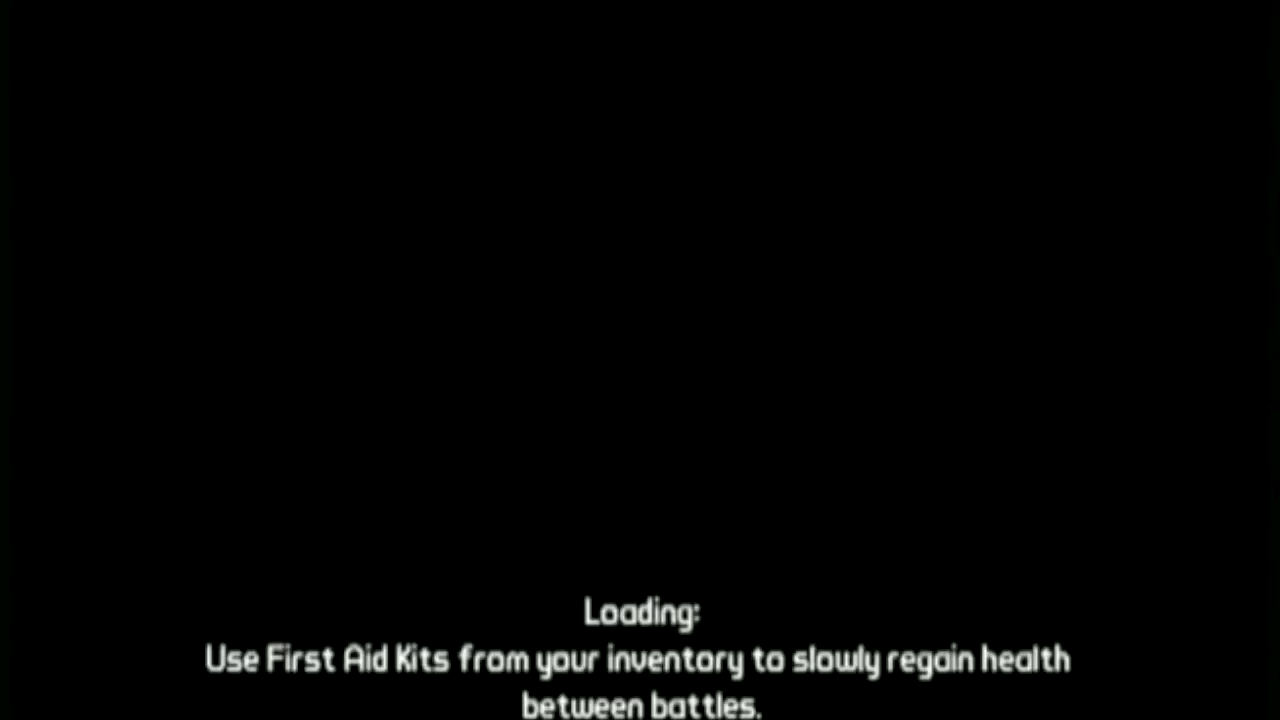 Loading:
Use First Aid Kits from your inventory to slowly regain health
between battles.